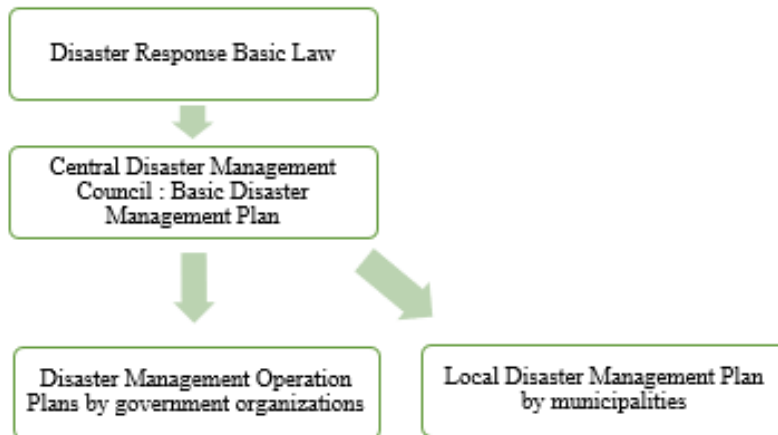 Disaster Response Basic Law
Central Disaster Management
Council : Basic Disaster
Management Plan
Disaster Management Operation
Plans by government organizations
Local Disaster Management Plan
by municipalities